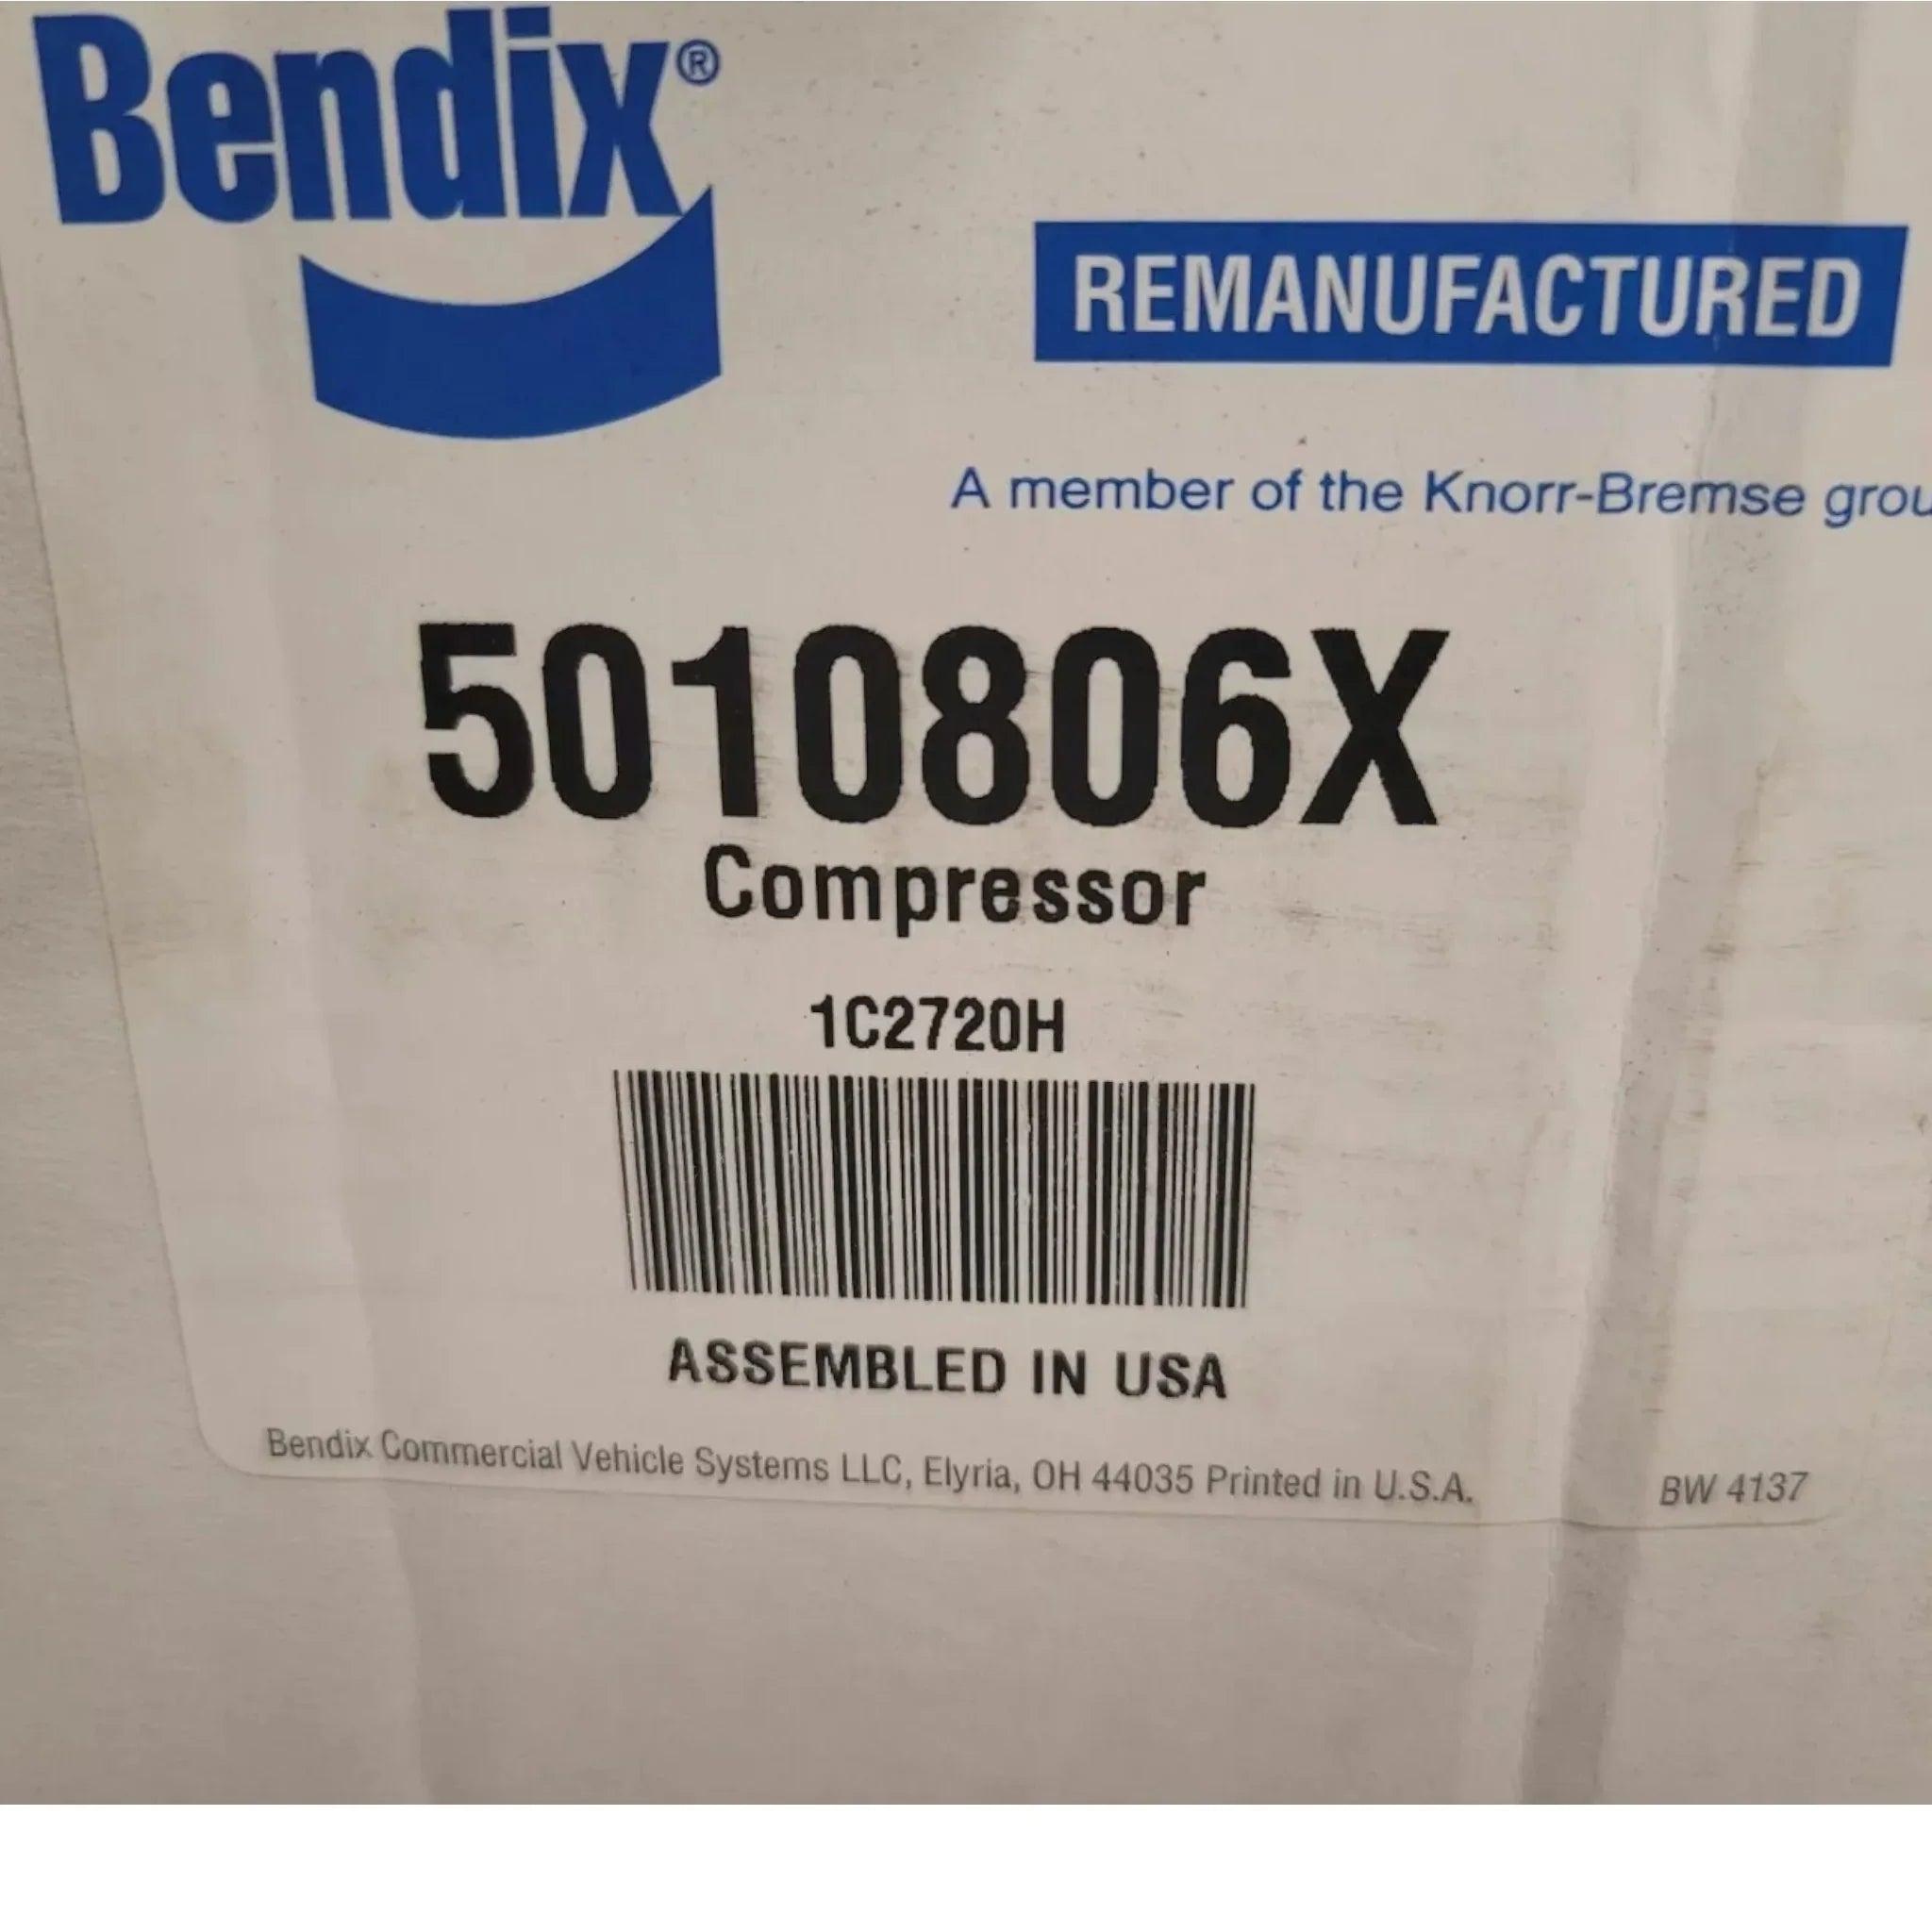 Bendix®
REMANUFACTURED
A member of the Knorr-Bremse grou
5010806X
Compressor
1C2720H
ASSEMBLED IN USA
Bendix Commercial Vehicle Systems LLC, Elyria, OH 44035 Printed in U.S.A.
BW 4137